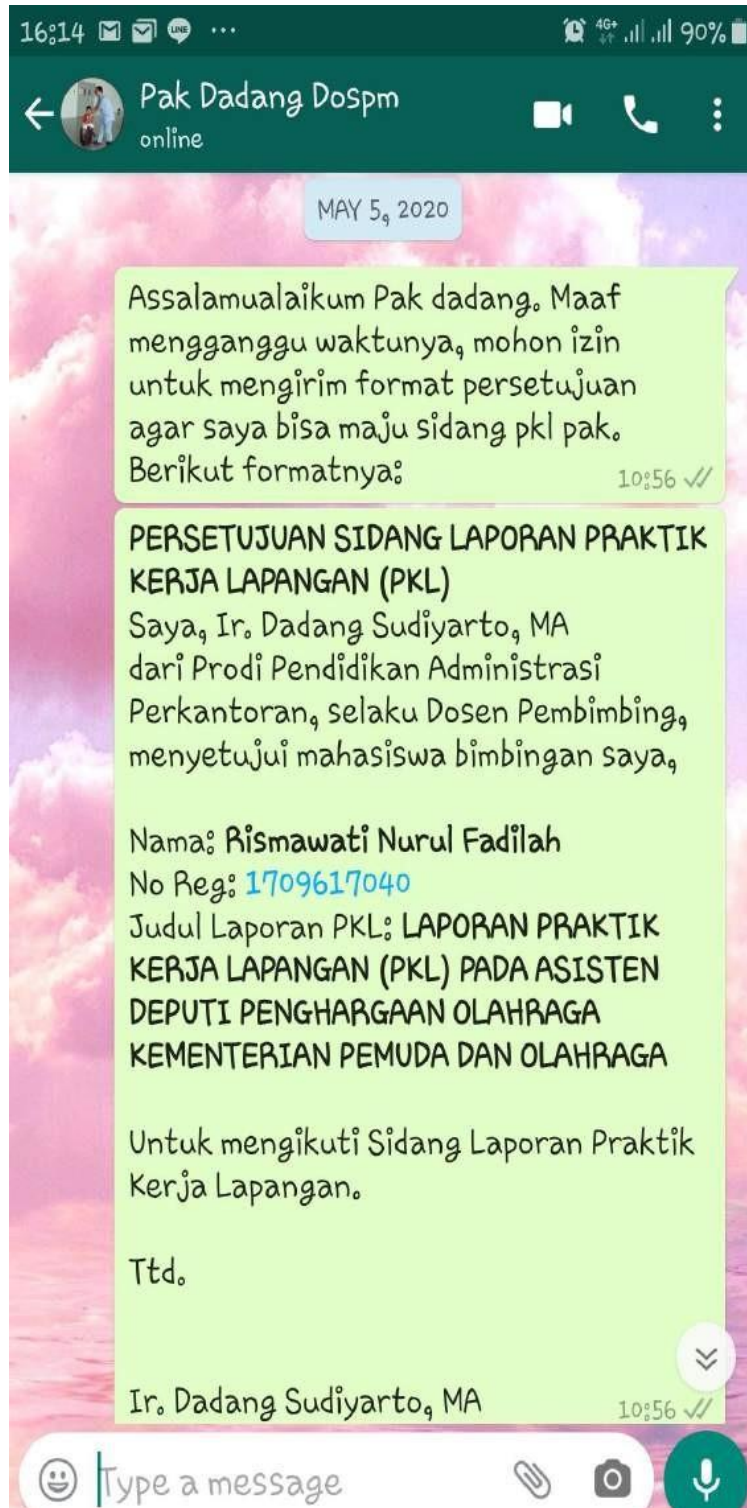 16:14 LINE ... 4G+ 90%
Pak Dadang Dospm
online
MAY 5, 2020
Assalamualaikum Pak dadang. Maaf
mengganggu waktunya, mohon izin
untuk mengirim format persetujuan
agar saya bisa maju sidang pkl pak.
Berikut formatnya:
10:56
PERSETUJUAN SIDANG LAPORAN PRAKTIK
KERJA LAPANGAN (PKL)
Saya, Ir. Dadang Sudiyarto, MA
dari Prodi Pendidikan Administrasi
Perkantoran, selaku Dosen Pembimbing,
menyetujui mahasiswa bimbingan saya,
Nama: Rismawati Nurul Fadilah
No Reg: 1709617040
Judul Laporan PKL: LAPORAN PRAKTIK
KERJA LAPANGAN (PKL) PADA ASISTEN
DEPUTI PENGHARGAAN OLAHRAGA
KEMENTERIAN PEMUDA DAN OLAHRAGA
Untuk mengikuti Sidang Laporan Praktik
Kerja Lapangan.
Ttd.
Ir. Dadang Sudiyarto, MA
10:56
Type a message